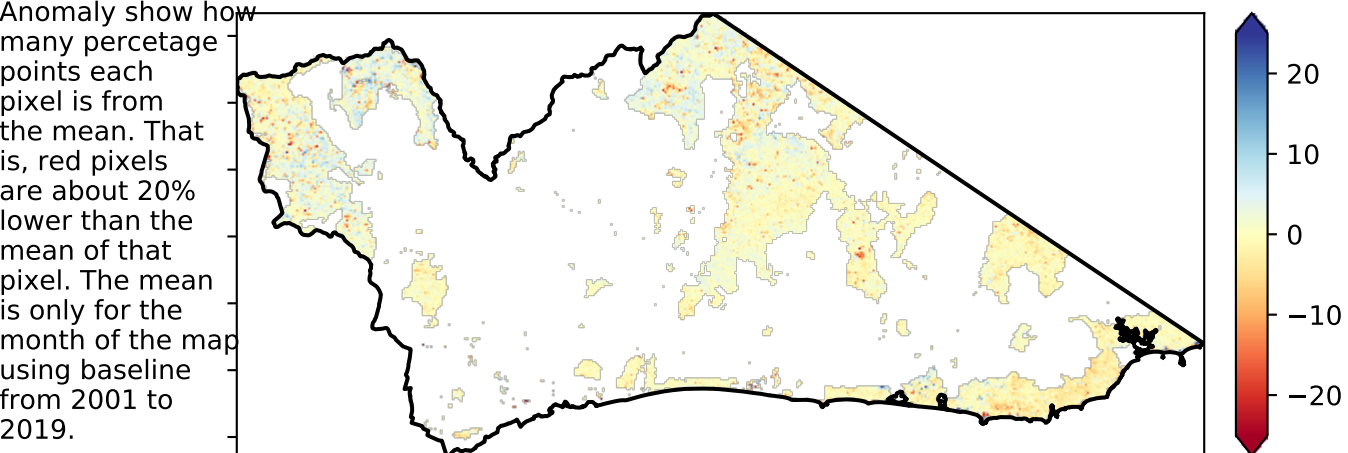 Anomaly show how
many percetage
points each
pixel is from
the mean. That
is, red pixels
are about 20%
lower than the
mean of that
pixel. The mean
is only for the
month of the map
using baseline
from 2001 to
2019.
20
10
0
−10
−20